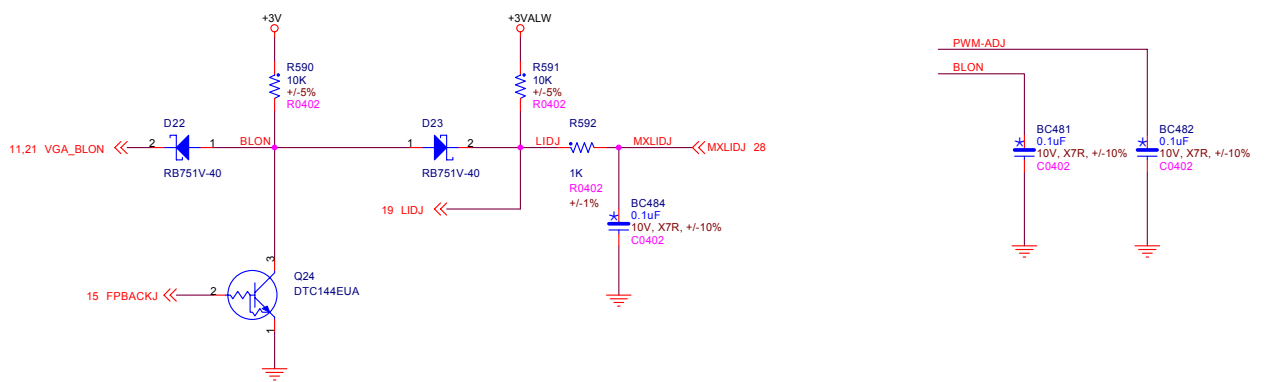 +3V
R590
10K
+/-5%
R0402
D22
2
1
BLON
11,21 VGA_BLON
RB751V-40
+3VALW
R591
10K
+/-5%
R0402
D23
1
2
RB751V-40
LIDJ
R592
1K
R0402
+/-1%
MXLIDJ
MXLIDJ 28
19 LIDJ
BC484
0.1uF
10V, X7R, +/-10%
C0402
3
Q24
DTC144EUA
15 FPBACKJ
2
1
PWM-ADJ
BLON
BC481
0.1uF
10V, X7R, +/-10%
C0402
BC482
0.1uF
10V, X7R, +/-10%
C0402